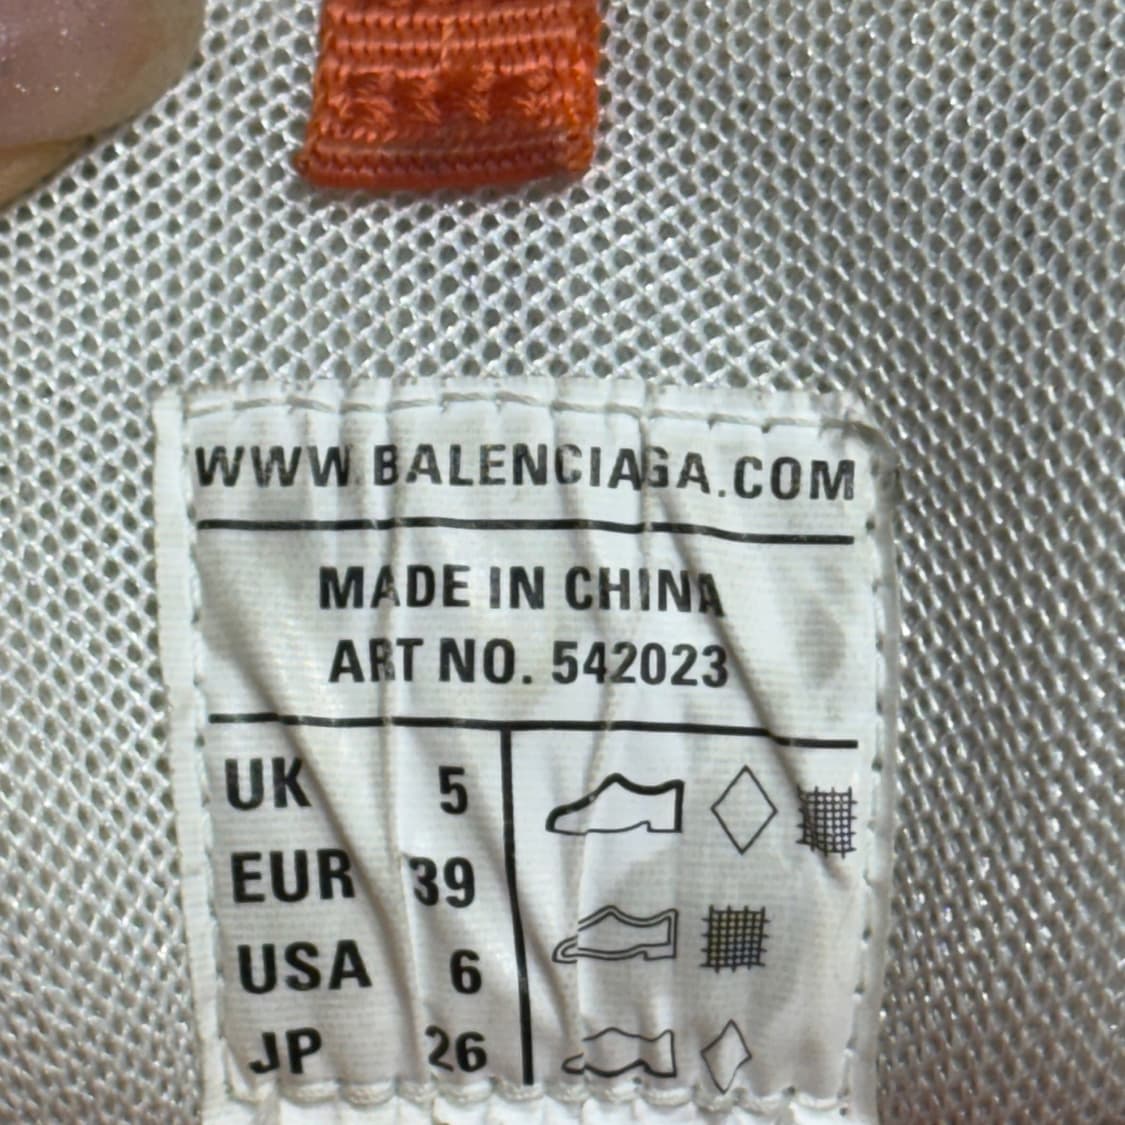 WWW.BALENCIAGA.COM
MADE IN CHINA
ART NO. 542023
UK 5
EUR 39
USA 6
JP 26